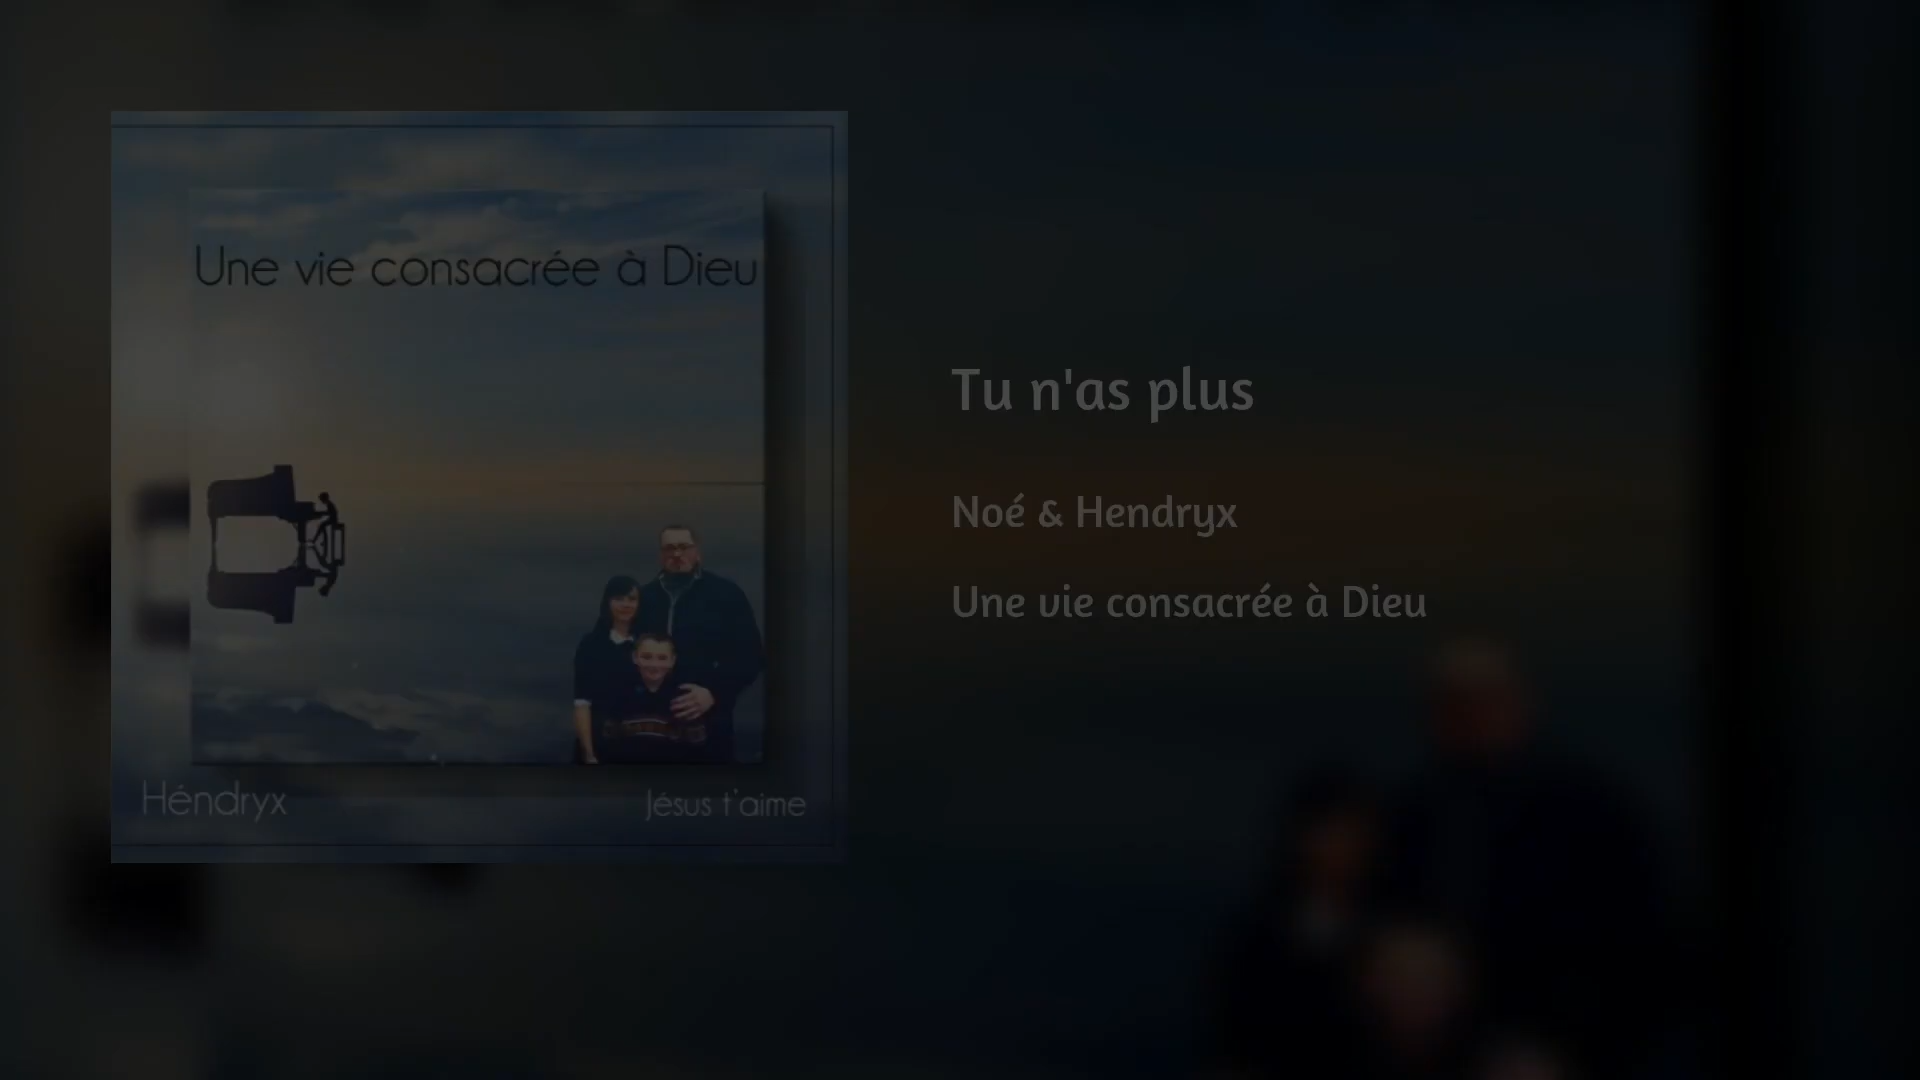 Une vie consacrée à Dieu
Héndryx
Jésus t'aime
Tu n'as plus
Noé & Hendryx
Une vie consacrée à Dieu